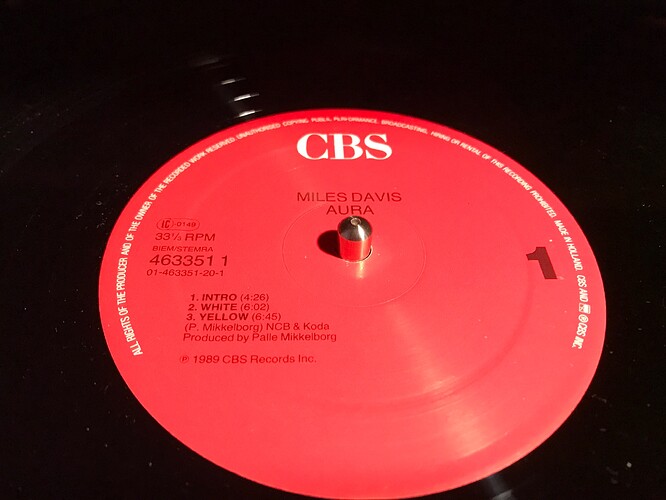 ALL RIGHTS OF THE PRODUCER AND OF THE OWNER OF THE RECORDED WORK RESERVED. UNAUTHORISED COPYING, PUBLIC PERFORMANCE, BROADCASTING, HIRING OR RENTAL OF THIS RECORDING PROHIBITED. MADE IN HOLLAND. CBS AND ℗ CBS INC.
CBS
MILES DAVIS
AURA
LC-0149
33⅓ RPM
BIEM/STEMRA
463351 1
01-463351-20-1
1
1. INTRO (4:26)
2. WHITE (6:02)
3. YELLOW (6:45)
(P. Mikkelborg) NCB & Koda
Produced by Palle Mikkelborg
℗ 1989 CBS Records Inc.